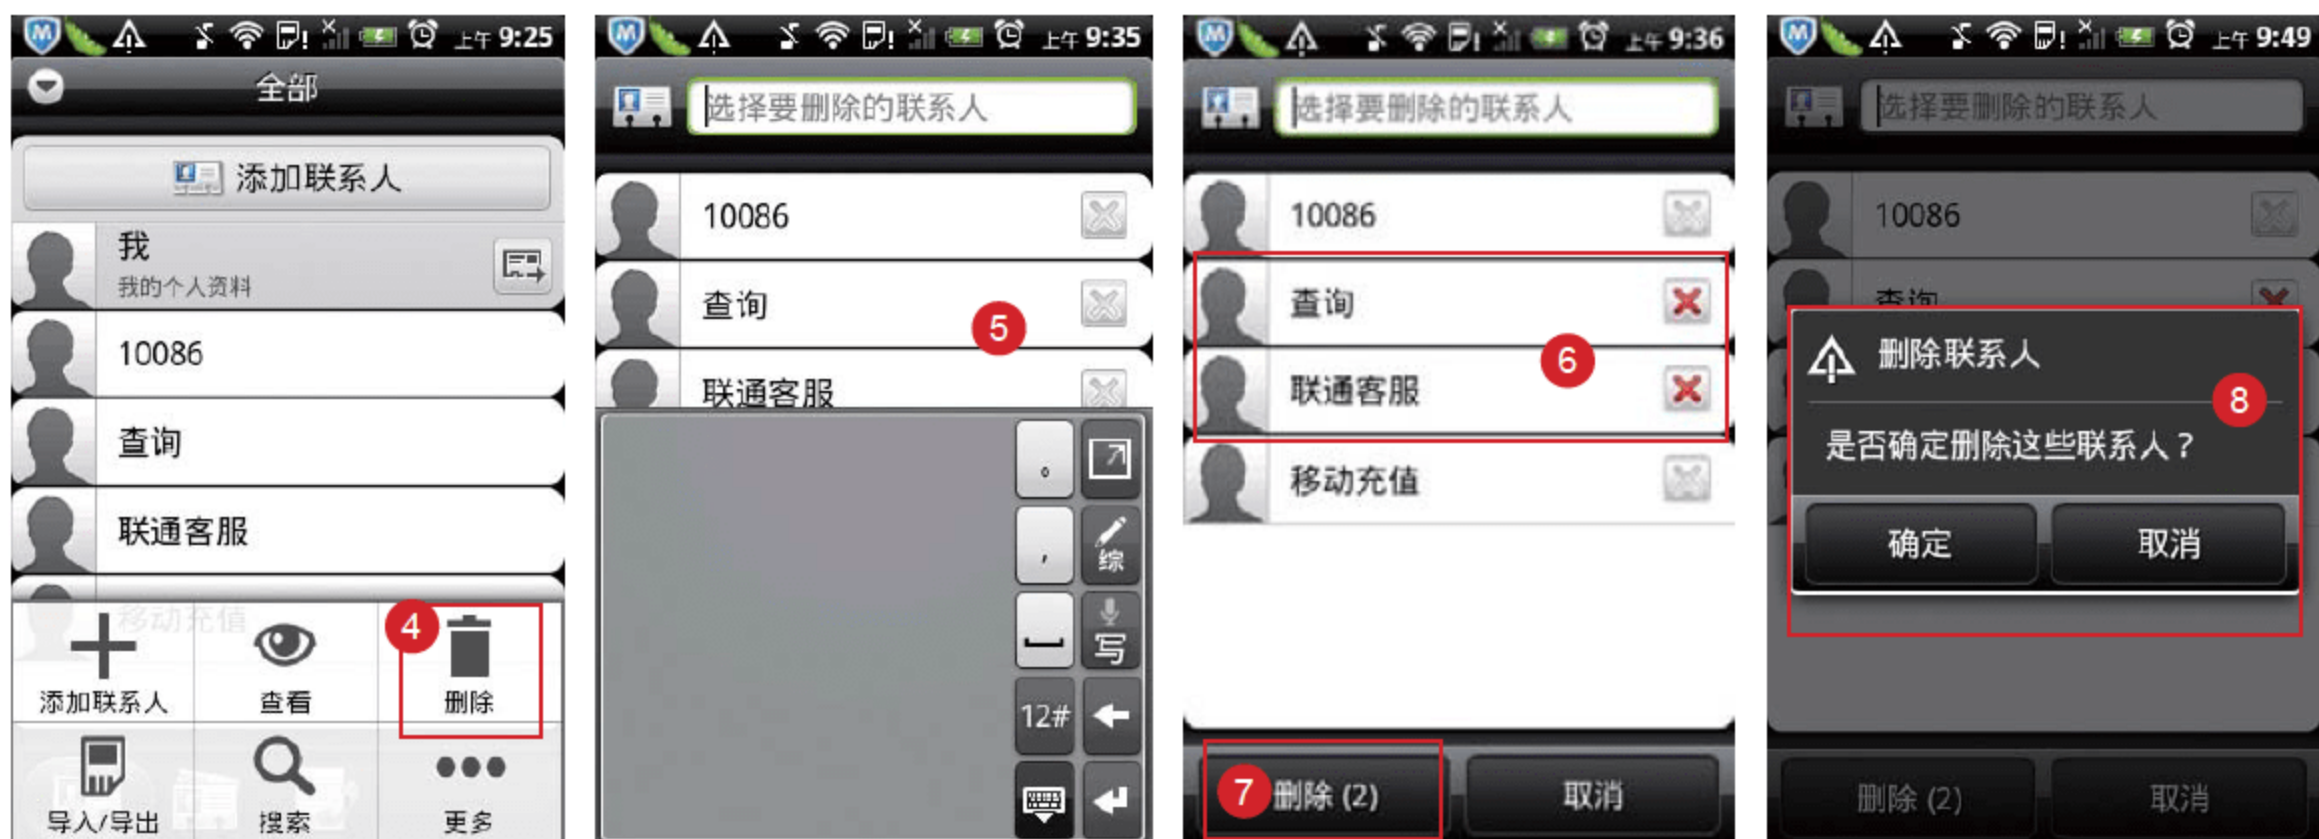 上午 9:25
全部
添加联系人
我
我的个人资料
10086
查询
联通客服
移动充值
4
添加联系人
查看
删除
导入/导出
搜索
更多
上午 9:35
选择要删除的联系人
10086
查询
5
联通客服
。
，
综
写
12#
上午 9:36
选择要删除的联系人
10086
查询
6
联通客服
移动充值
7
删除 (2)
取消
上午 9:49
选择要删除的联系人
10086
查询
删除联系人
8
是否确定删除这些联系人？
确定
取消
删除 (2)
取消